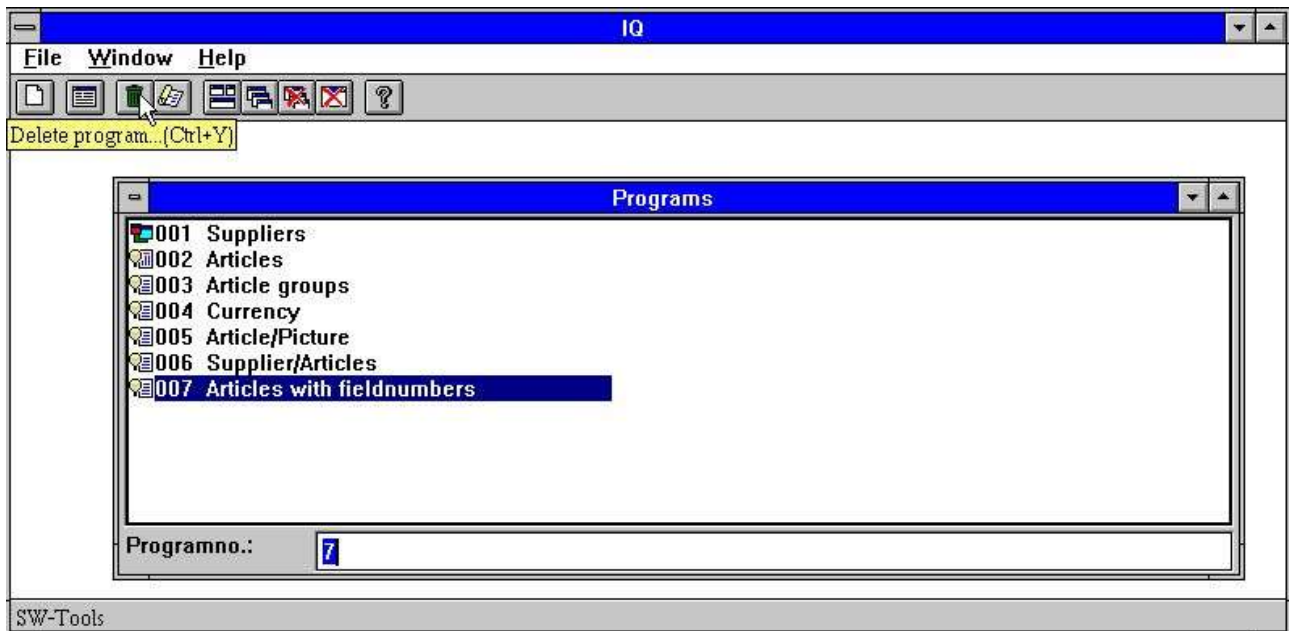 IQ
File Window Help
Delete program...(Ctrl+Y)
Programs
001 Suppliers
002 Articles
003 Article groups
004 Currency
005 Article/Picture
006 Supplier/Articles
007 Articles with fieldnumbers
Programno.: 7
SW-Tools